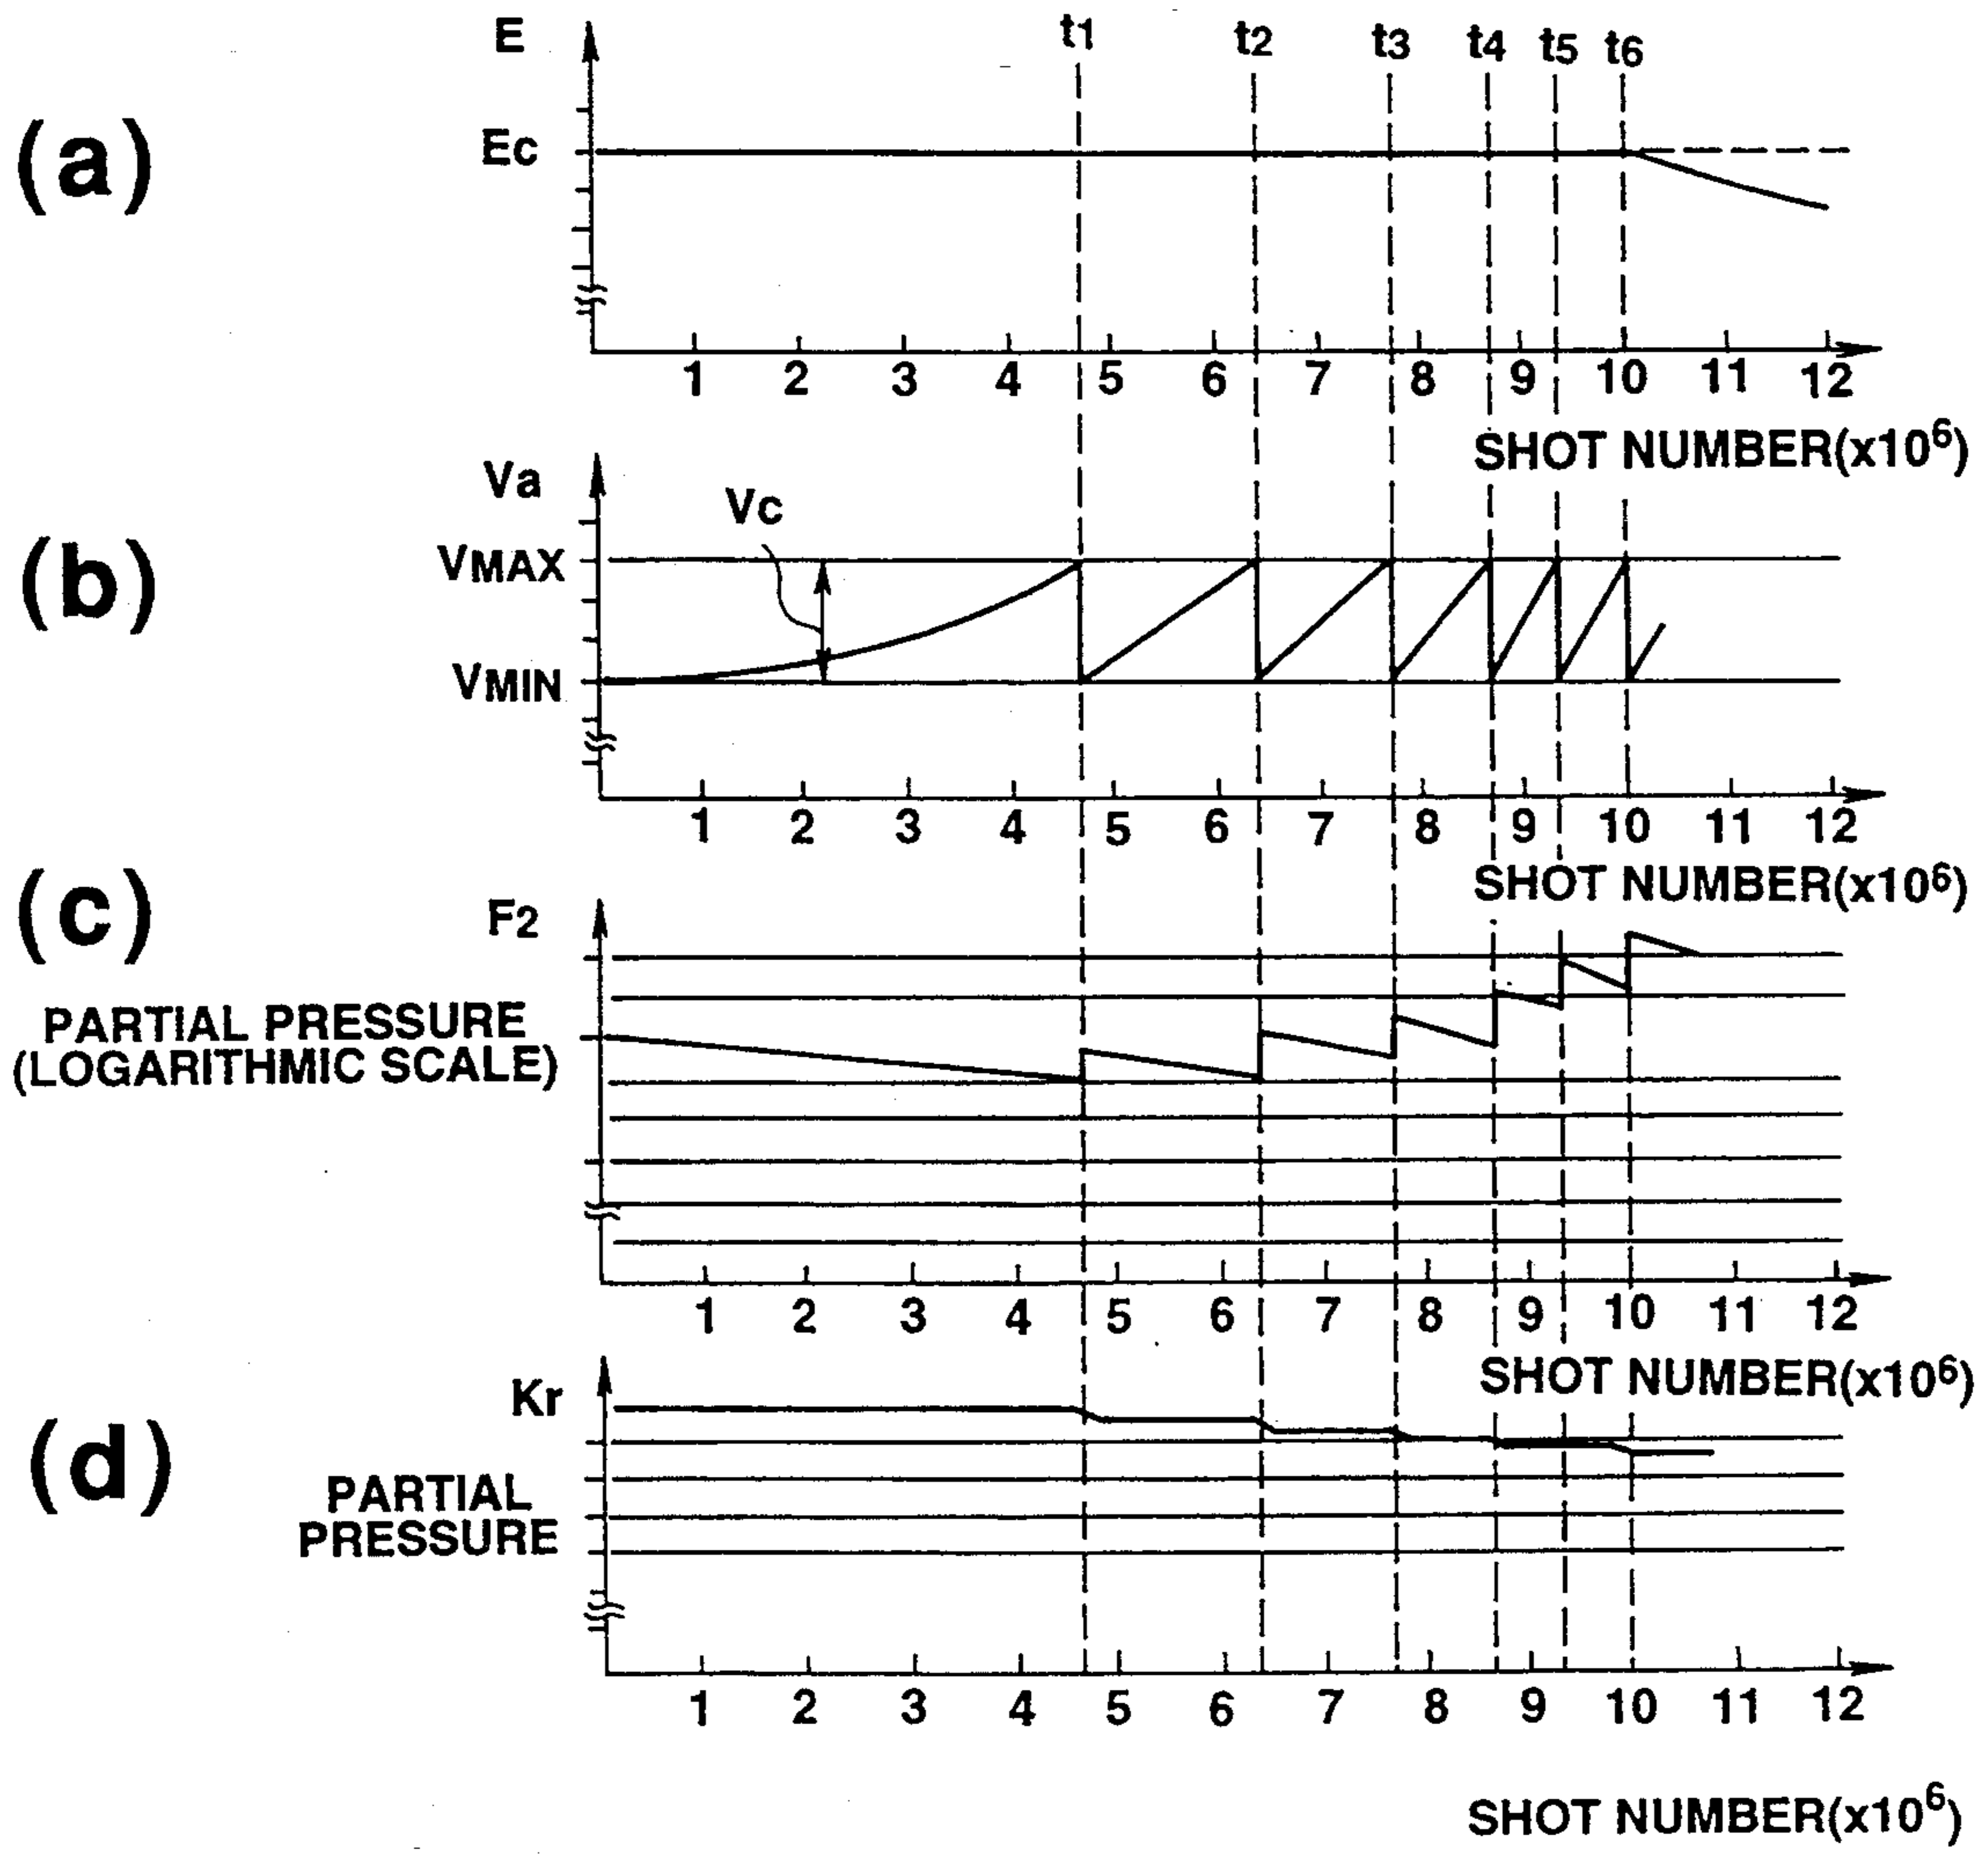 (a)
E
t1 t2 t3 t4 t5 t6
Ec
1 2 3 4 5 6 7 8 9 10 11 12
SHOT NUMBER(x10⁶)
(b)
Va
Vc
VMAX
VMIN
1 2 3 4 5 6 7 8 9 10 11 12
SHOT NUMBER(x10⁶)
(c)
F2
PARTIAL PRESSURE
(LOGARITHMIC SCALE)
1 2 3 4 5 6 7 8 9 10 11 12
SHOT NUMBER(x10⁶)
(d)
Kr
PARTIAL
PRESSURE
1 2 3 4 5 6 7 8 9 10 11 12
SHOT NUMBER(x10⁶)